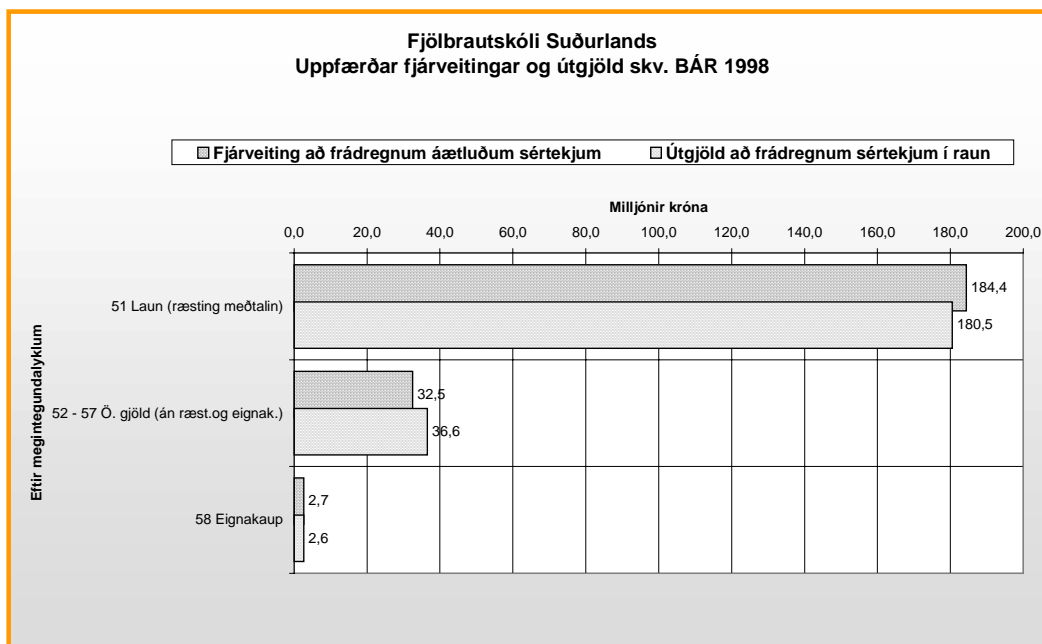 Fjölbrautskóli Suðurlands
Uppfærðar fjárveitingar og útgjöld skv. BÁR 1998
Fjárveiting að frádregnum áætluðum sértekjum
Útgjöld að frádregnum sértekjum í raun
Milljónir króna
0,0 20,0 40,0 60,0 80,0 100,0 120,0 140,0 160,0 180,0 200,0
Eftir megintegundalyklum
51 Laun (ræsting meðtalin)
184,4
180,5
52 - 57 Ö. gjöld (án ræst.og eignak.)
32,5
36,6
58 Eignakaup
2,7
2,6